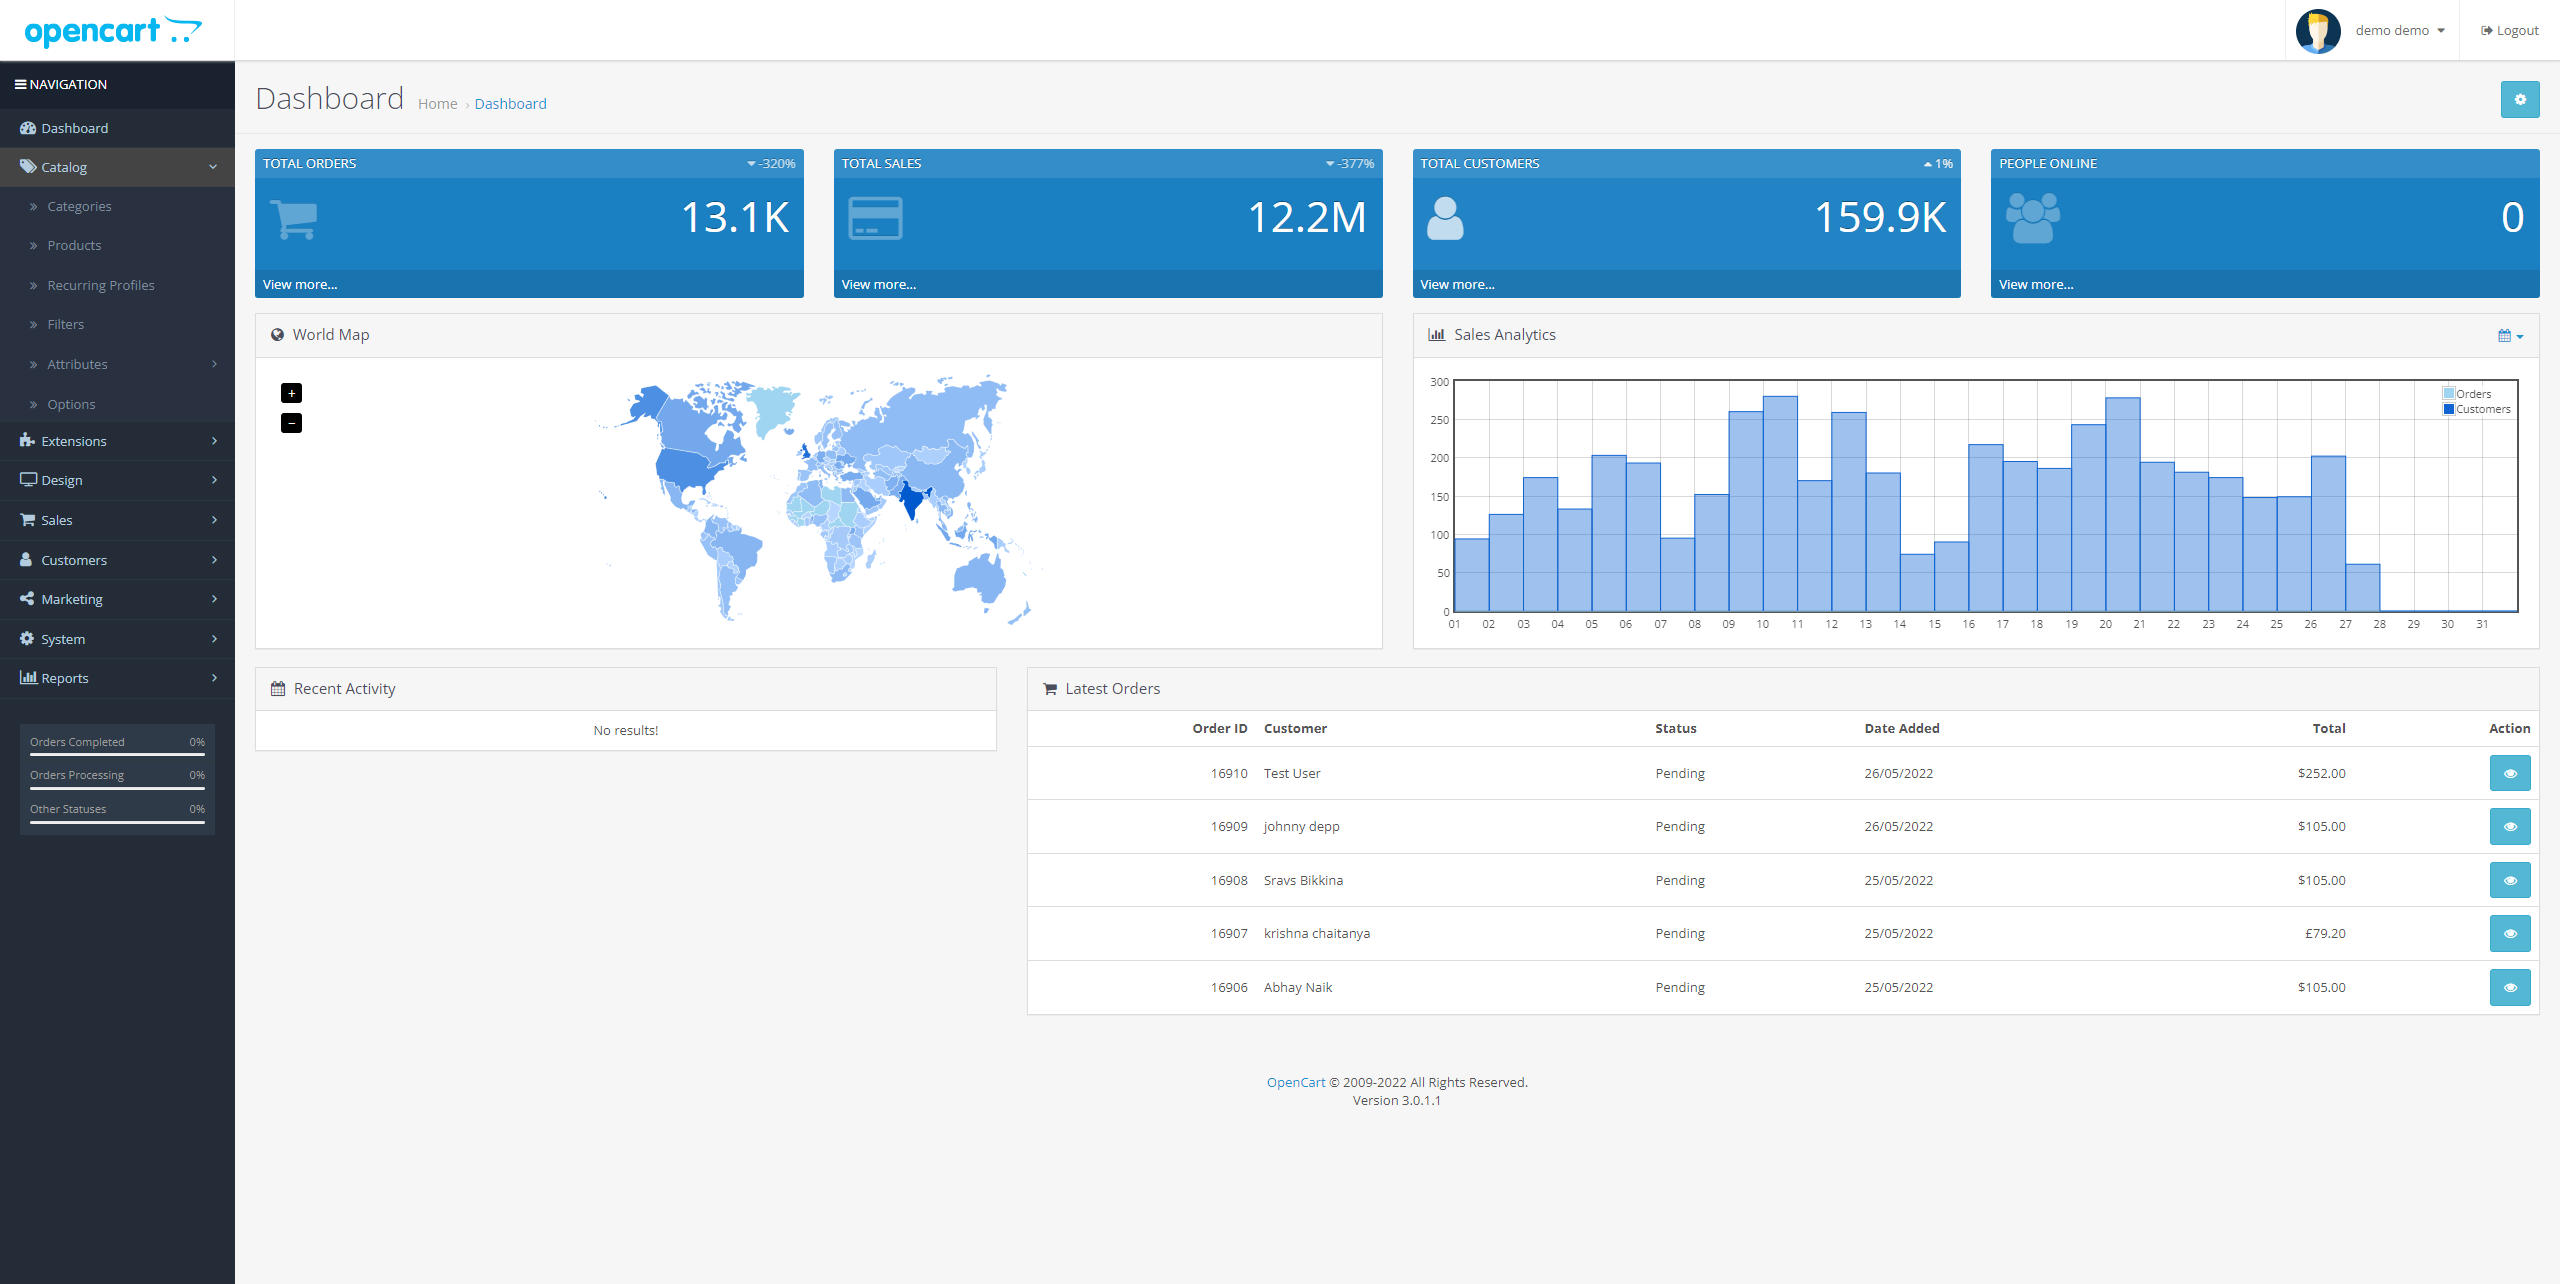 opencart
demo demo
Logout
NAVIGATION
Dashboard
Catalog
Categories
Products
Recurring Profiles
Filters
Attributes
Options
Extensions
Design
Sales
Customers
Marketing
System
Reports
Orders Completed 0%
Orders Processing 0%
Other Statuses 0%
Dashboard Home › Dashboard
TOTAL ORDERS -320%
13.1K
View more...
TOTAL SALES -377%
12.2M
View more...
TOTAL CUSTOMERS 1%
159.9K
View more...
PEOPLE ONLINE
0
View more...
World Map
+
−
Sales Analytics
300
250
200
150
100
50
0
Orders
Customers
01 02 03 04 05 06 07 08 09 10 11 12 13 14 15 16 17 18 19 20 21 22 23 24 25 26 27 28 29 30 31
Recent Activity
No results!
Latest Orders
Order ID Customer Status Date Added Total Action
16910 Test User Pending 26/05/2022 $252.00
16909 johnny depp Pending 26/05/2022 $105.00
16908 Sravs Bikkina Pending 25/05/2022 $105.00
16907 krishna chaitanya Pending 25/05/2022 £79.20
16906 Abhay Naik Pending 25/05/2022 $105.00
OpenCart © 2009-2022 All Rights Reserved.
Version 3.0.1.1